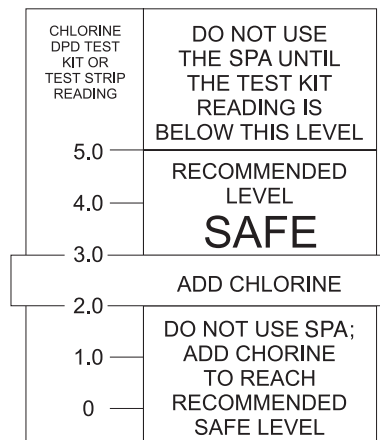 CHLORINE
DPD TEST
KIT OR
TEST STRIP
READING
DO NOT USE
THE SPA UNTIL
THE TEST KIT
READING IS
BELOW THIS LEVEL
5.0
RECOMMENDED
LEVEL
4.0
SAFE
3.0
ADD CHLORINE
2.0
DO NOT USE SPA;
ADD CHORINE
1.0
TO REACH
RECOMMENDED
0
SAFE LEVEL